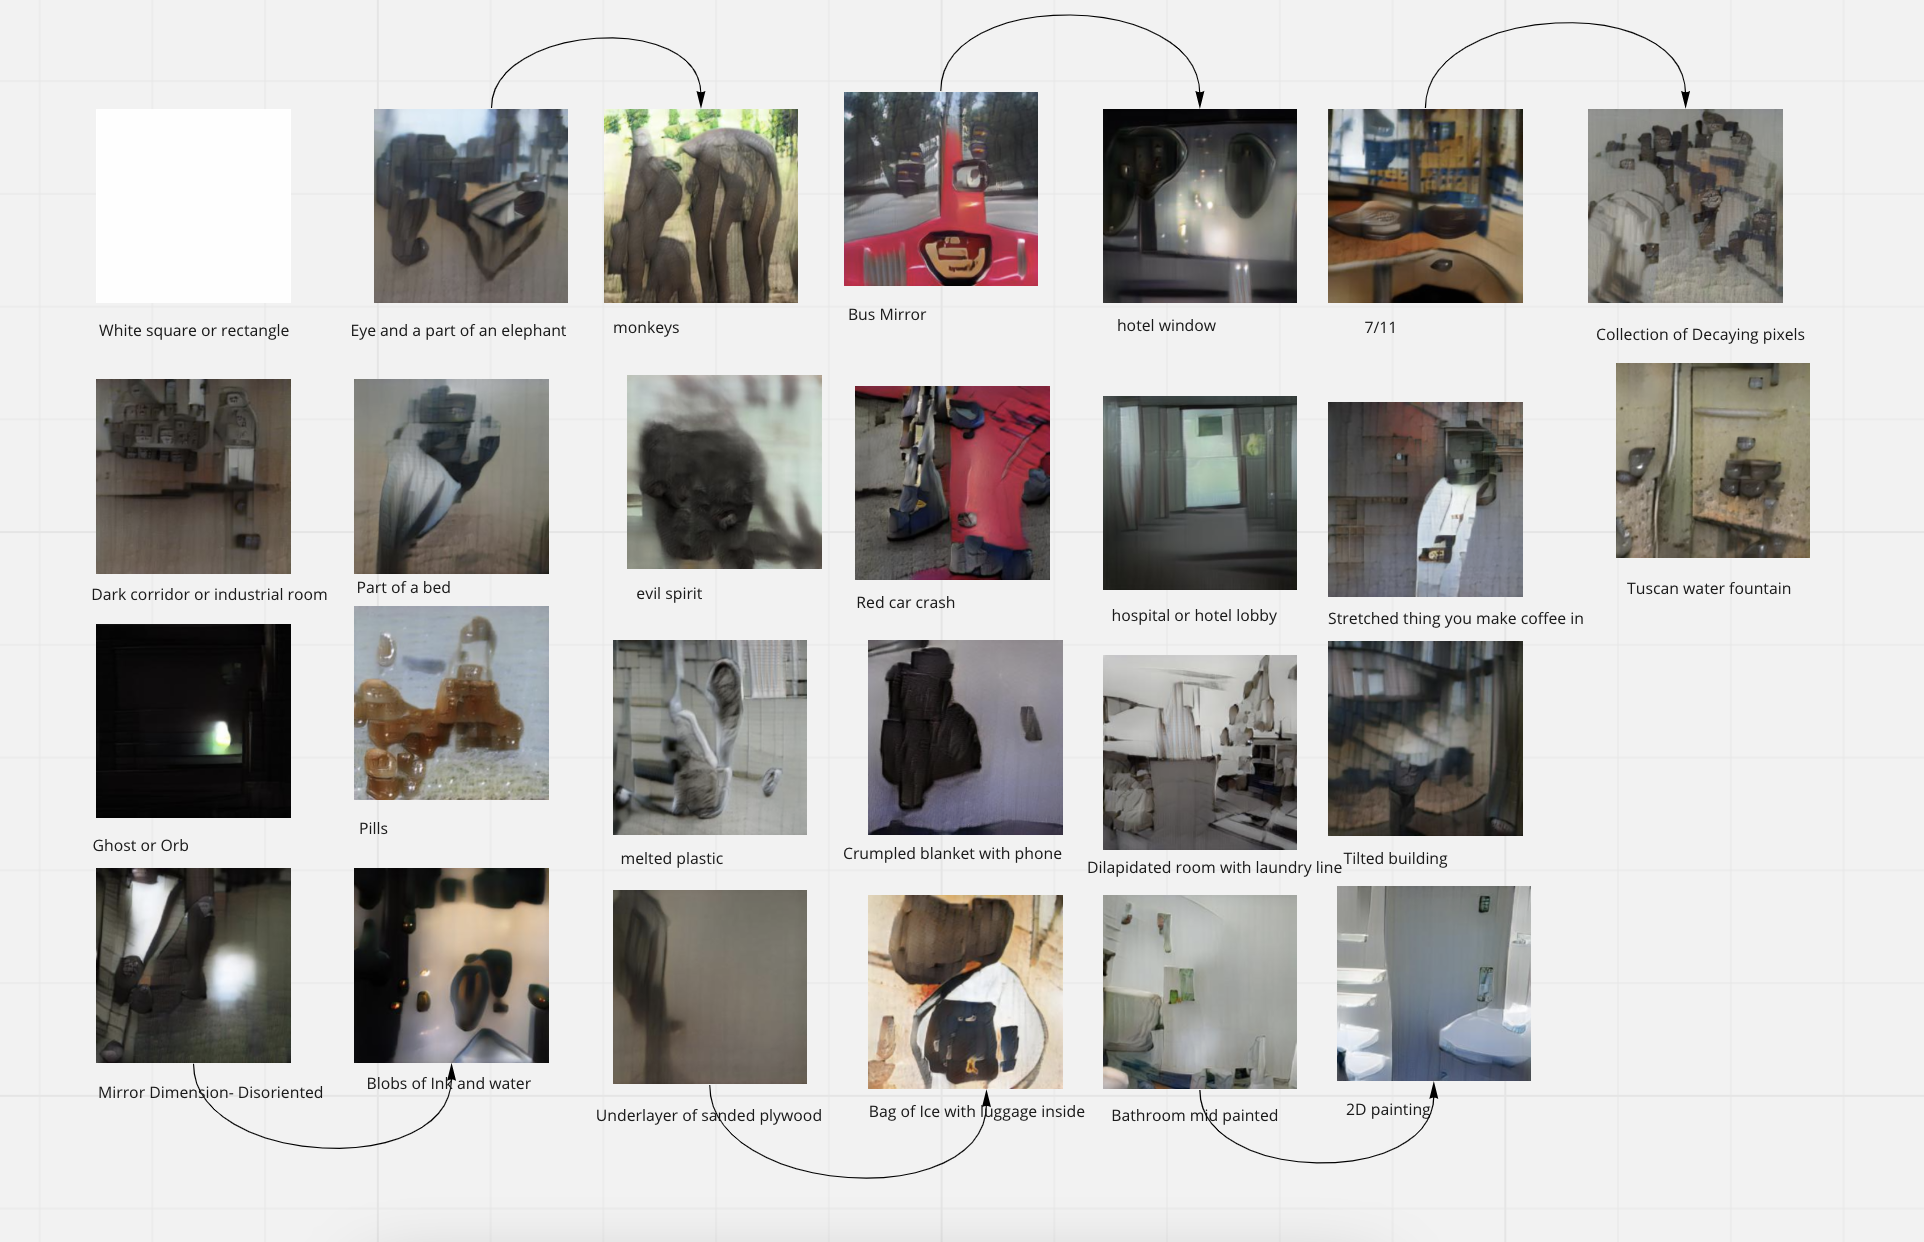 White square or rectangle
Eye and a part of an elephant
monkeys
Bus Mirror
hotel window
7/11
Collection of Decaying pixels
Dark corridor or industrial room
Part of a bed
evil spirit
Red car crash
hospital or hotel lobby
Stretched thing you make coffee in
Tuscan water fountain
Ghost or Orb
Pills
melted plastic
Crumpled blanket with phone
Dilapidated room with laundry line
Tilted building
Mirror Dimension- Disoriented
Blobs of Ink and water
Underlayer of sanded plywood
Bag of Ice with luggage inside
Bathroom mid painted
2D painting